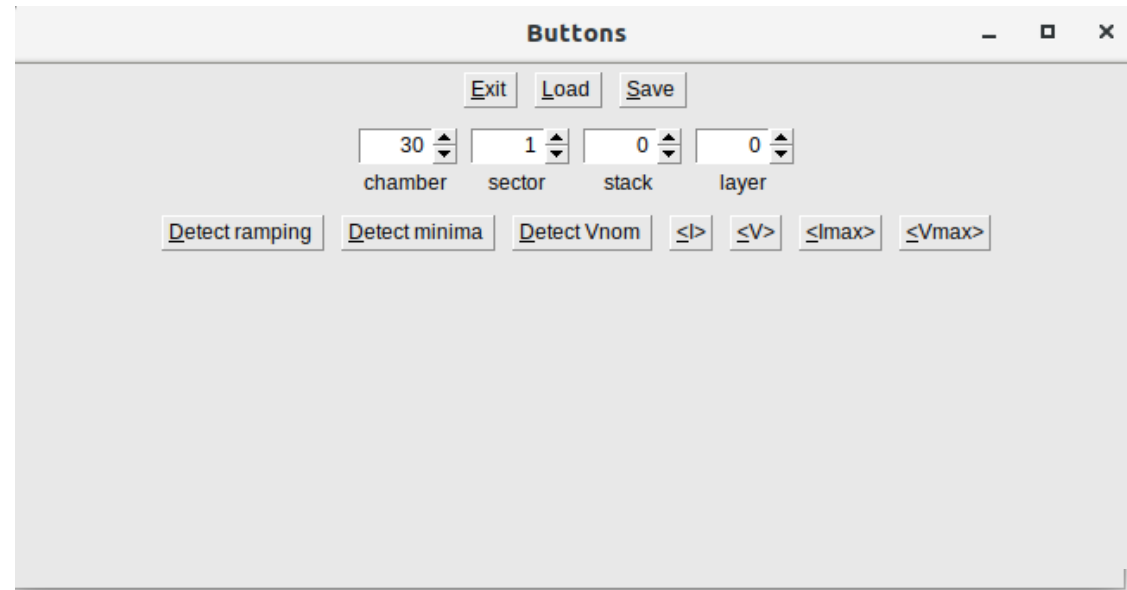 Buttons
Exit Load Save
30 1 0 0
chamber sector stack layer
Detect ramping Detect minima Detect Vnom <I> <V> <Imax> <Vmax>